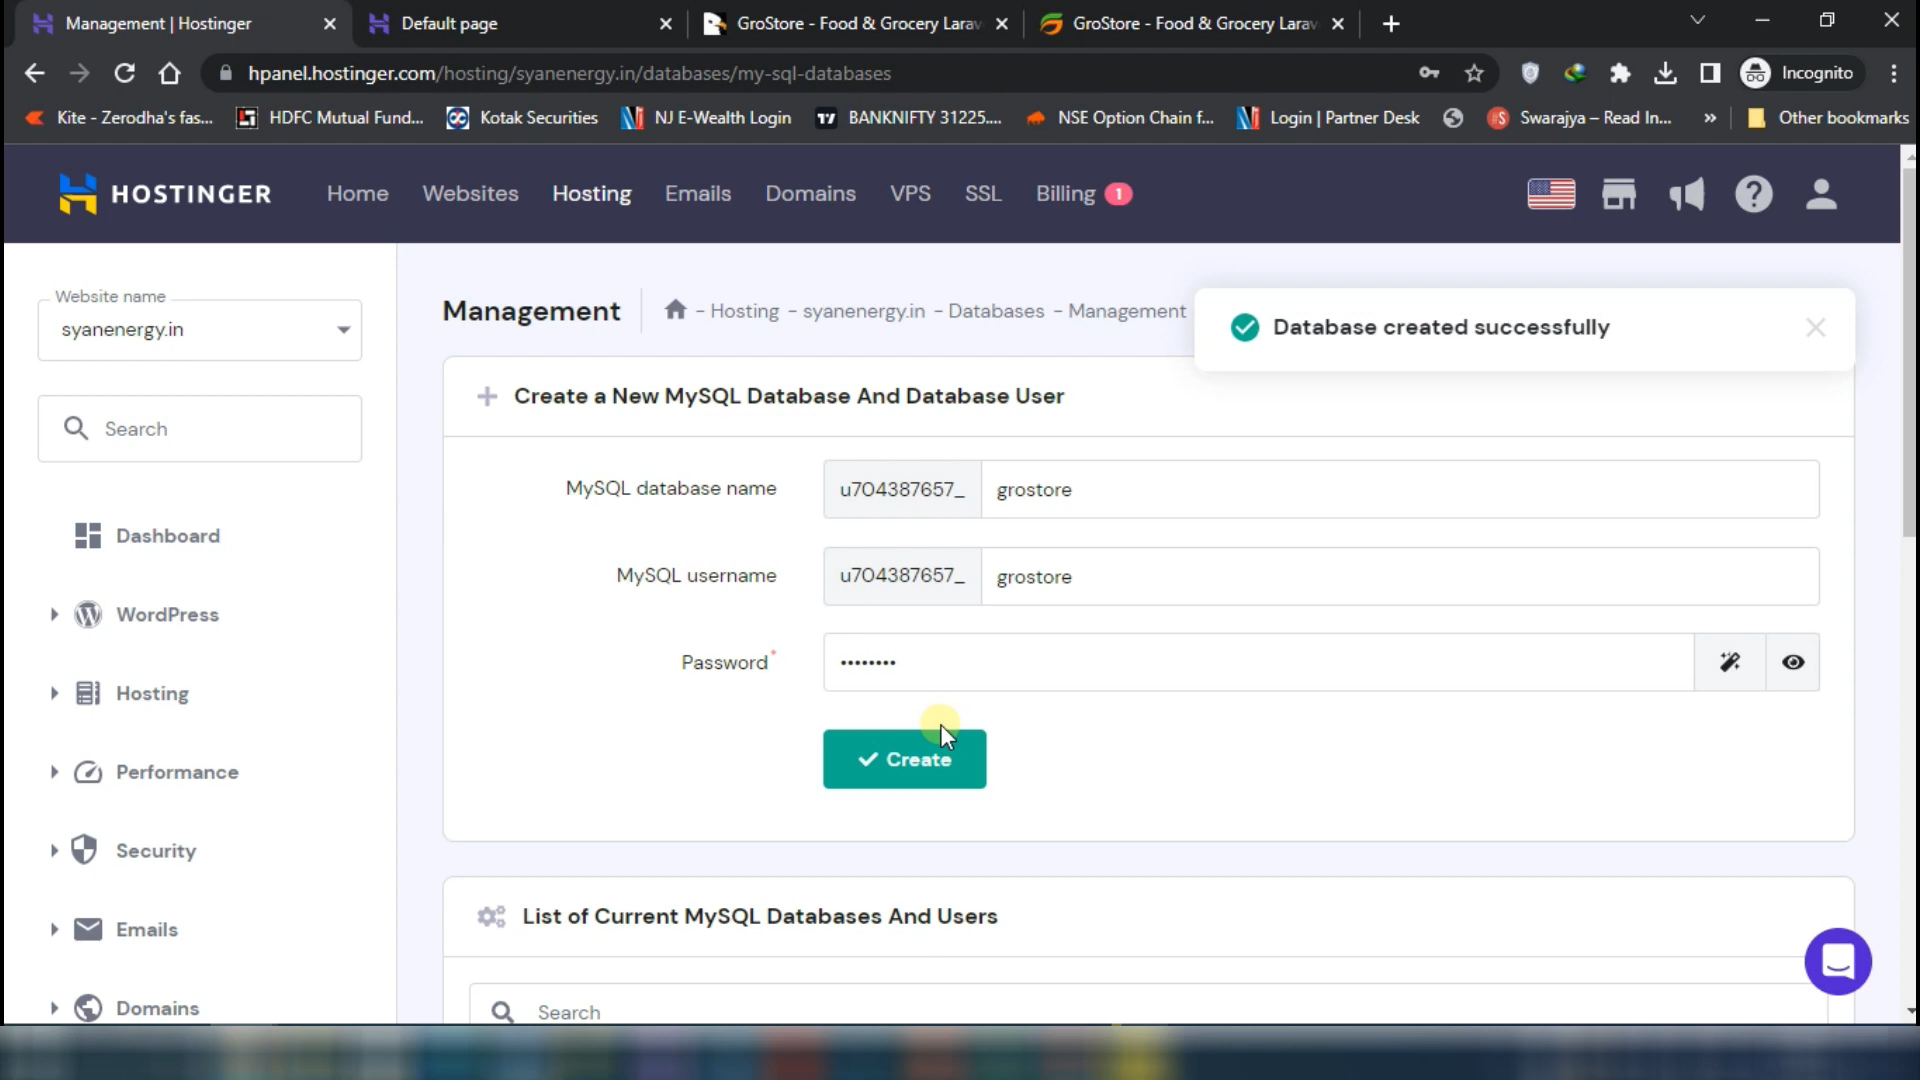 Management | Hostinger
Default page
GroStore - Food & Grocery Larav
GroStore - Food & Grocery Larav
hpanel.hostinger.com/hosting/syanenergy.in/databases/my-sql-databases
Incognito
Kite - Zerodha's fas...
HDFC Mutual Fund...
Kotak Securities
NJ E-Wealth Login
BANKNIFTY 31225....
NSE Option Chain f...
Login | Partner Desk
Swarajya – Read In...
»
Other bookmarks
HOSTINGER
Home
Websites
Hosting
Emails
Domains
VPS
SSL
Billing 1
Website name
syanenergy.in
Search
Dashboard
WordPress
Hosting
Performance
Security
Emails
Domains
Management
- Hosting - syanenergy.in - Databases - Management
Database created successfully
Create a New MySQL Database And Database User
MySQL database name
u704387657_ grostore
MySQL username
u704387657_ grostore
Password*
••••••••
Create
List of Current MySQL Databases And Users
Search